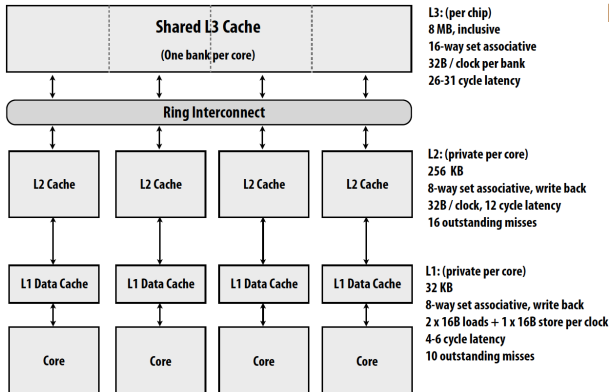 Shared L3 Cache
(One bank per core)
L3: (per chip)
8 MB, inclusive
16-way set associative
32B / clock per bank
26-31 cycle latency
Ring Interconnect
L2 Cache
L2 Cache
L2 Cache
L2 Cache
L2: (private per core)
256 KB
8-way set associative, write back
32B / clock, 12 cycle latency
16 outstanding misses
L1 Data Cache
L1 Data Cache
L1 Data Cache
L1 Data Cache
Core
Core
Core
Core
L1: (private per core)
32 KB
8-way set associative, write back
2 x 16B loads + 1 x 16B store per clock
4-6 cycle latency
10 outstanding misses